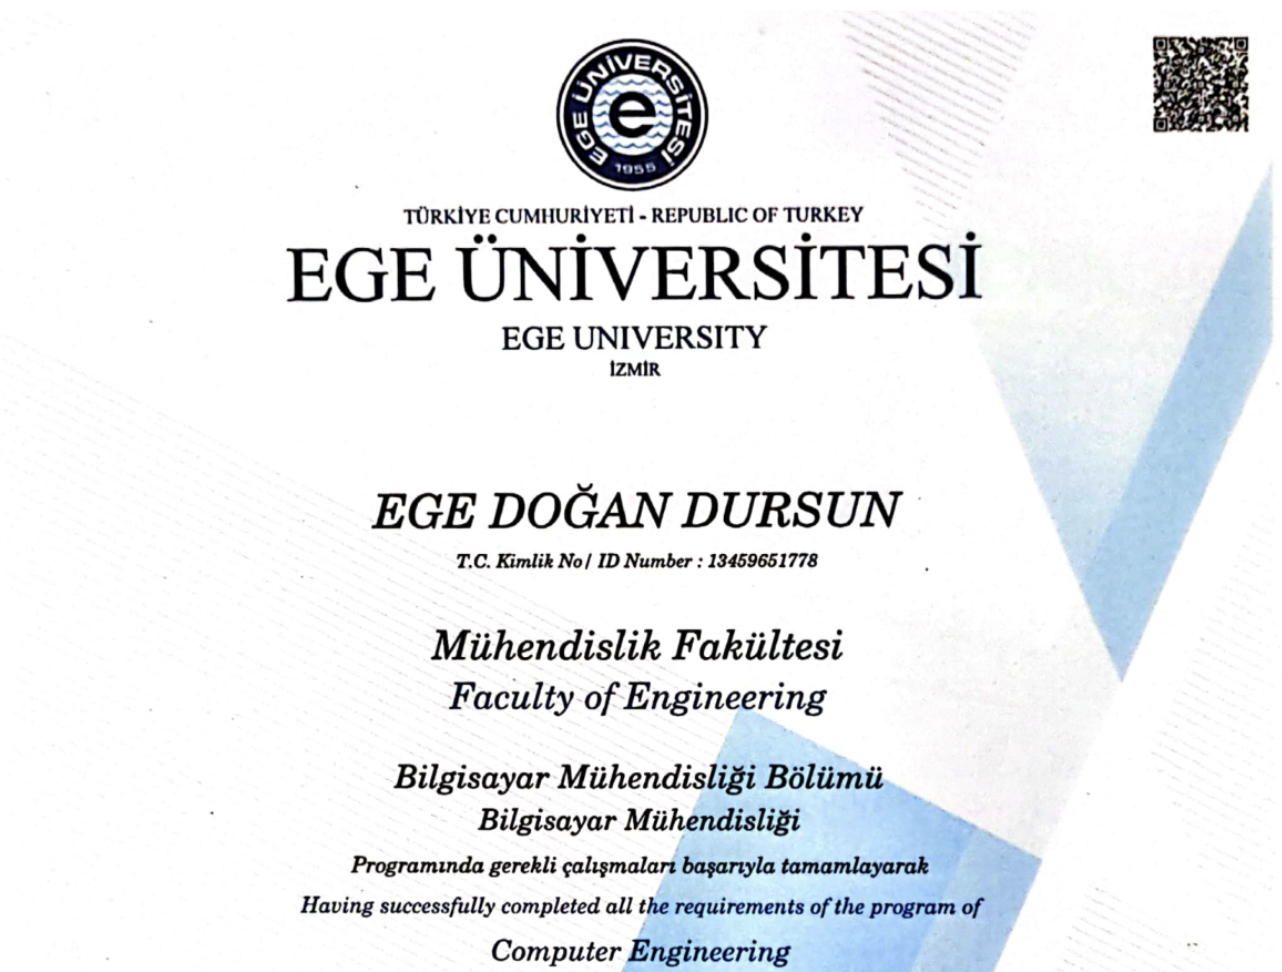 EGE ÜNİVERSİTESİ
e
1955
TÜRKİYE CUMHURİYETİ - REPUBLIC OF TURKEY
EGE ÜNİVERSİTESİ
EGE UNIVERSITY
İZMİR
EGE DOĞAN DURSUN
T.C. Kimlik No / ID Number : 13459651778
Mühendislik Fakültesi
Faculty of Engineering
Bilgisayar Mühendisliği Bölümü
Bilgisayar Mühendisliği
Programında gerekli çalışmaları başarıyla tamamlayarak
Having successfully completed all the requirements of the program of
Computer Engineering